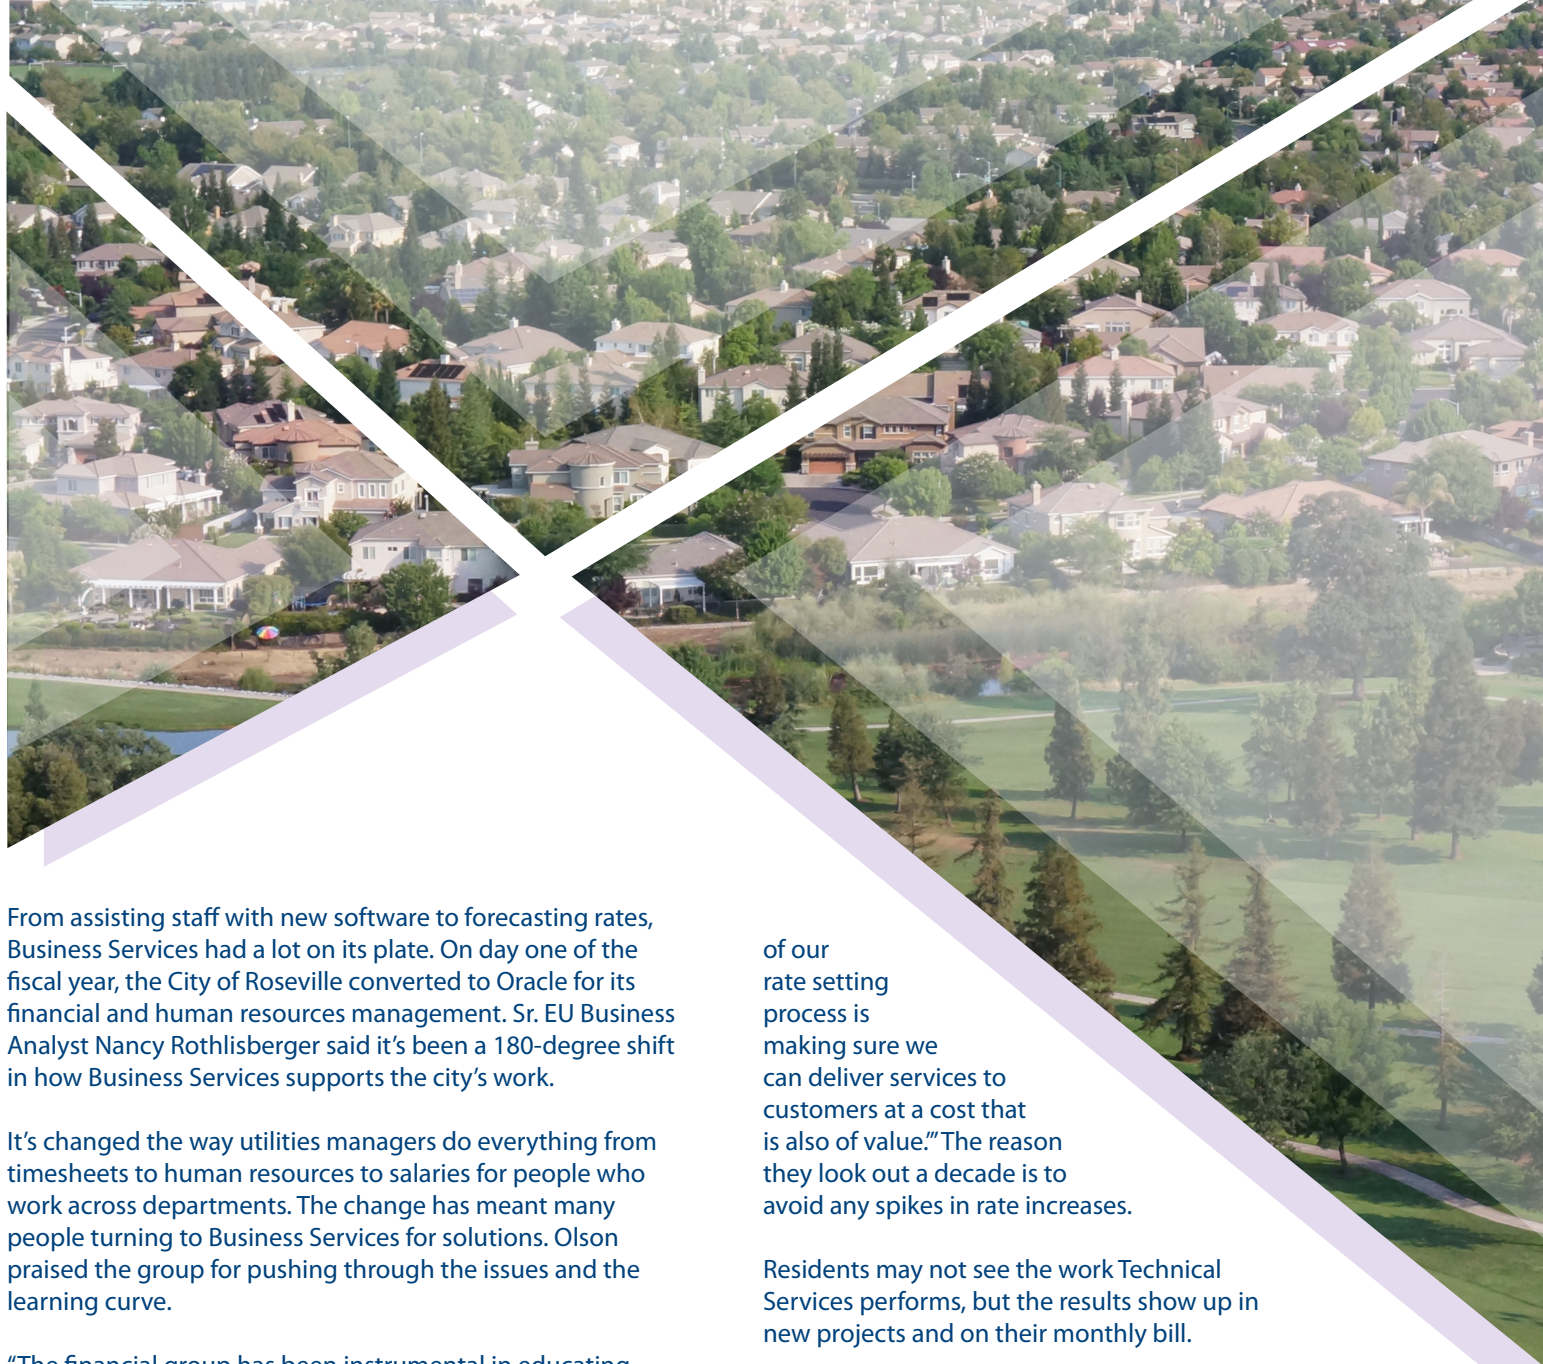 From assisting staff with new software to forecasting rates,
Business Services had a lot on its plate. On day one of the
fiscal year, the City of Roseville converted to Oracle for its
financial and human resources management. Sr. EU Business
Analyst Nancy Rothlisberger said it’s been a 180-degree shift
in how Business Services supports the city’s work.
It’s changed the way utilities managers do everything from
timesheets to human resources to salaries for people who
work across departments. The change has meant many
people turning to Business Services for solutions. Olson
praised the group for pushing through the issues and the
learning curve.
“The financial group has been instrumental in educating
of our
rate setting
process is
making sure we
can deliver services to
customers at a cost that
is also of value.’” The reason
they look out a decade is to
avoid any spikes in rate increases.
Residents may not see the work Technical
Services performs, but the results show up in
new projects and on their monthly bill.